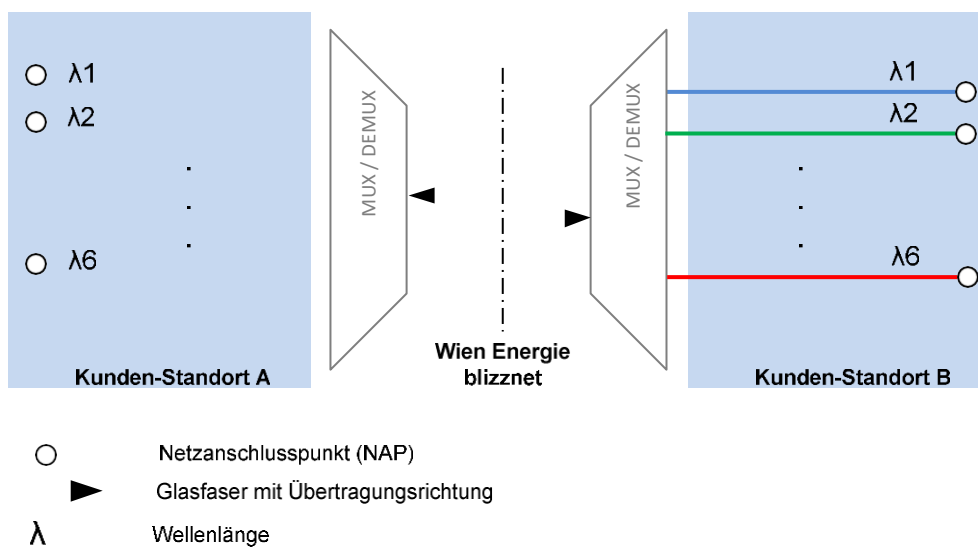 λ1
λ2
λ6
Kunden-Standort A
MUX / DEMUX
Wien Energie
blizznet
MUX / DEMUX
λ1
λ2
λ6
Kunden-Standort B
Netzanschlusspunkt (NAP)
Glasfaser mit Übertragungsrichtung
λ Wellenlänge